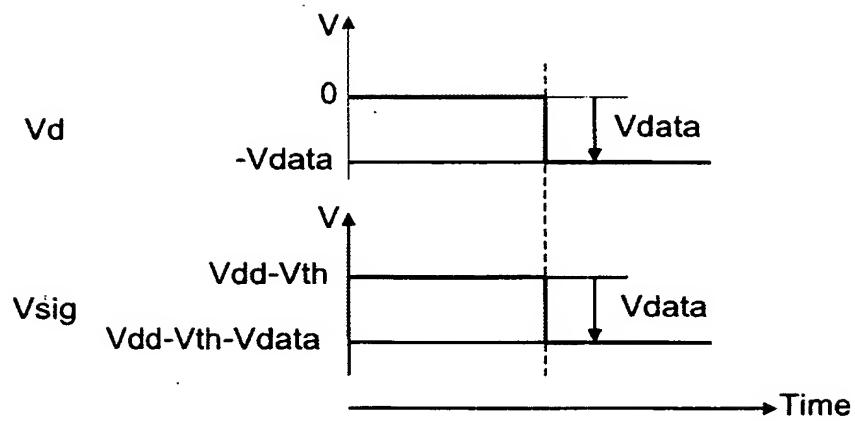 V
0
Vd
Vdata
-Vdata
V
Vdd-Vth
Vsig
Vdata
Vdd-Vth-Vdata
Time